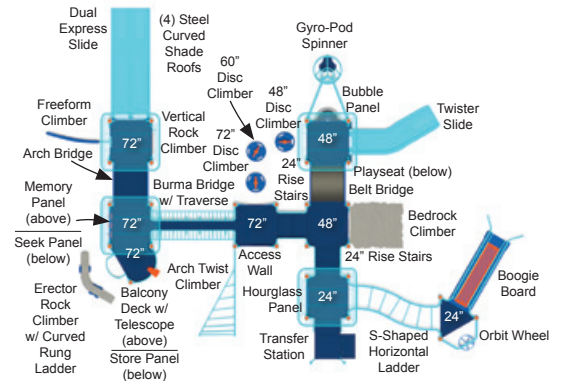 Dual
Express
Slide
(4) Steel
Curved
Shade
Roofs
Gyro-Pod
Spinner
60"
Disc
Climber
48"
Disc
Climber
Bubble
Panel
Twister
Slide
Freeform
Climber
Vertical
Rock
Climber
72"
72"
Disc
Climber
48"
24"
Rise
Stairs
Arch Bridge
Playseat (below)
Belt Bridge
Memory
Panel
(above)
Seek Panel
(below)
Burma Bridge
w/ Traverse
72"
72"
72"
48"
Bedrock
Climber
24" Rise Stairs
Access
Wall
Arch Twist
Climber
Erector
Rock
Climber
w/ Curved
Rung
Ladder
Balcony
Deck w/
Telescope
(above)
Store Panel
(below)
Hourglass
Panel
24"
Boogie
Board
24"
Orbit Wheel
Transfer
Station
S-Shaped
Horizontal
Ladder